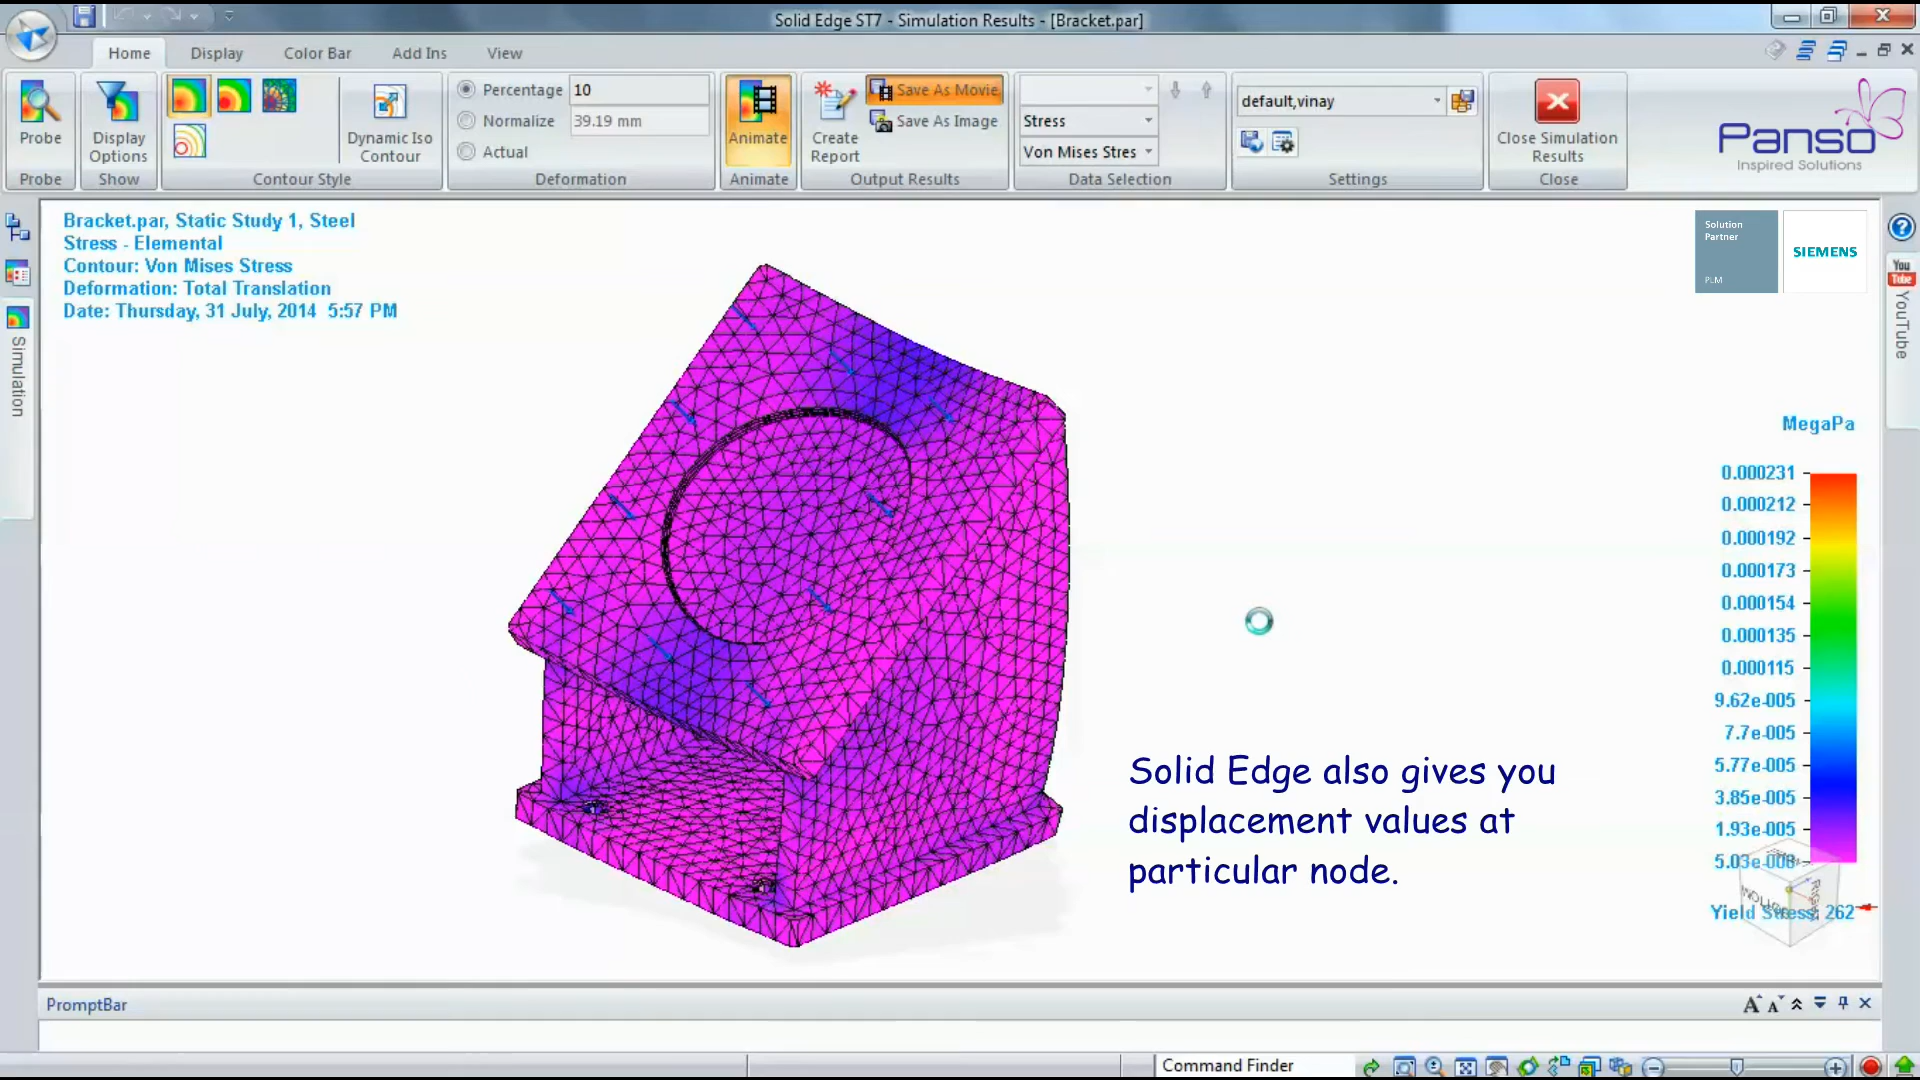 Solid Edge ST7 - Simulation Results - [Bracket.par]
Home Display Color Bar Add Ins View
Probe
Probe
Display Options
Show
Dynamic Iso Contour
Contour Style
Percentage 10
Normalize 39.19 mm
Actual
Deformation
Animate
Animate
Create Report
Save As Movie
Save As Image
Output Results
Stress
Von Mises Stres
Data Selection
default,vinay
Settings
Close Simulation Results
Close
Panso
Inspired Solutions
Bracket.par, Static Study 1, Steel
Stress - Elemental
Contour: Von Mises Stress
Deformation: Total Translation
Date: Thursday, 31 July, 2014 5:57 PM
Solution
Partner
PLM
SIEMENS
Simulation
You
Tube
YouTube
MegaPa
0.000231
0.000212
0.000192
0.000173
0.000154
0.000135
0.000115
9.62e-005
7.7e-005
5.77e-005
3.85e-005
1.93e-005
5.03e-008
Yield Stress: 262
Solid Edge also gives you
displacement values at
particular node.
PromptBar
Command Finder